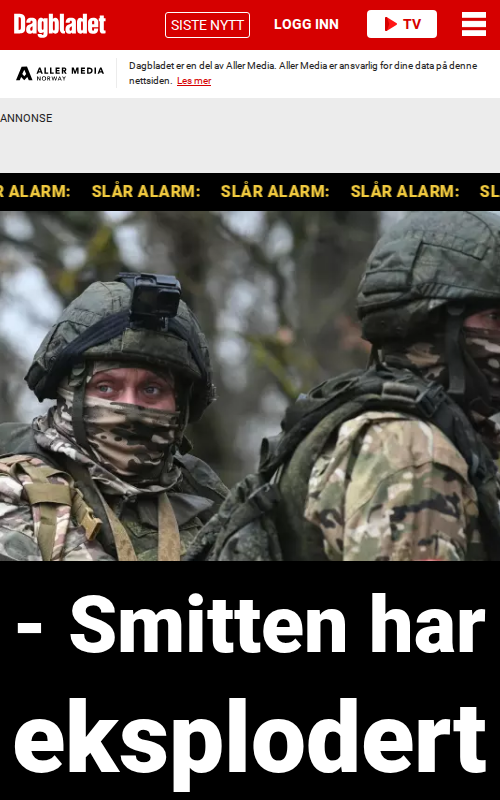 Dagbladet
SISTE NYTT
LOGG INN
TV
ALLER MEDIA
NORWAY
Dagbladet er en del av Aller Media. Aller Media er ansvarlig for dine data på denne
nettsiden. Les mer
ANNONSE
R ALARM: SLÅR ALARM: SLÅR ALARM: SLÅR ALARM: SL
- Smitten har
eksplodert